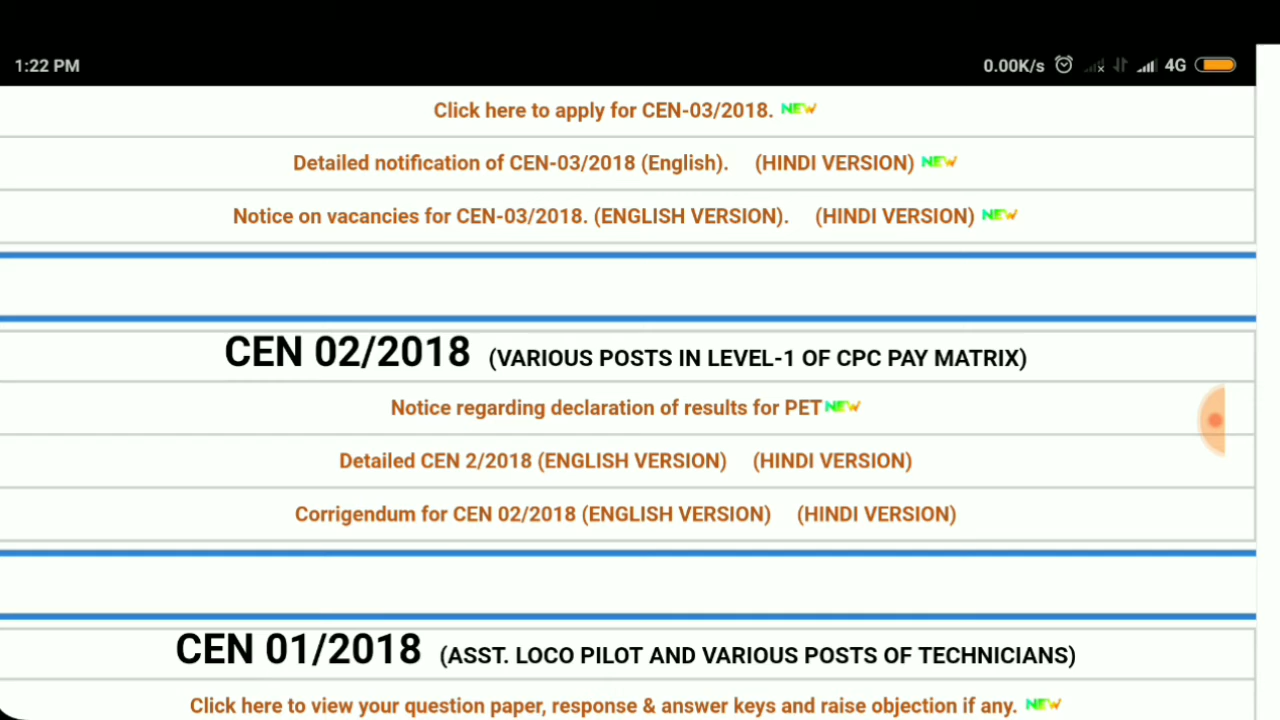 1:22 PM 0.00K/s 4G
Click here to apply for CEN-03/2018. NEW
Detailed notification of CEN-03/2018 (English). (HINDI VERSION) NEW
Notice on vacancies for CEN-03/2018. (ENGLISH VERSION). (HINDI VERSION) NEW
CEN 02/2018 (VARIOUS POSTS IN LEVEL-1 OF CPC PAY MATRIX)
Notice regarding declaration of results for PET NEW
Detailed CEN 2/2018 (ENGLISH VERSION) (HINDI VERSION)
Corrigendum for CEN 02/2018 (ENGLISH VERSION) (HINDI VERSION)
CEN 01/2018 (ASST. LOCO PILOT AND VARIOUS POSTS OF TECHNICIANS)
Click here to view your question paper, response & answer keys and raise objection if any. NEW